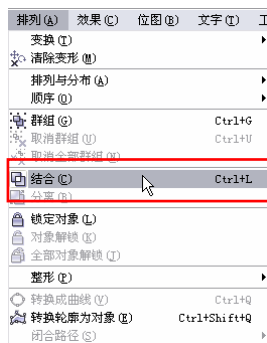 排列(A) 效果(C) 位图(B) 文字(T) 工
变换(T)
清除变形(M)
排列与分布(A)
顺序(O)
群组(G) Ctrl+G
取消群组(U) Ctrl+U
取消全部群组(N)
结合(C) Ctrl+L
分离(B)
锁定对象(L)
对象解锁(K)
全部对象解锁(J)
整形(P)
转换成曲线(V) Ctrl+Q
转换轮廓为对象(E) Ctrl+Shift+Q
闭合路径(S)